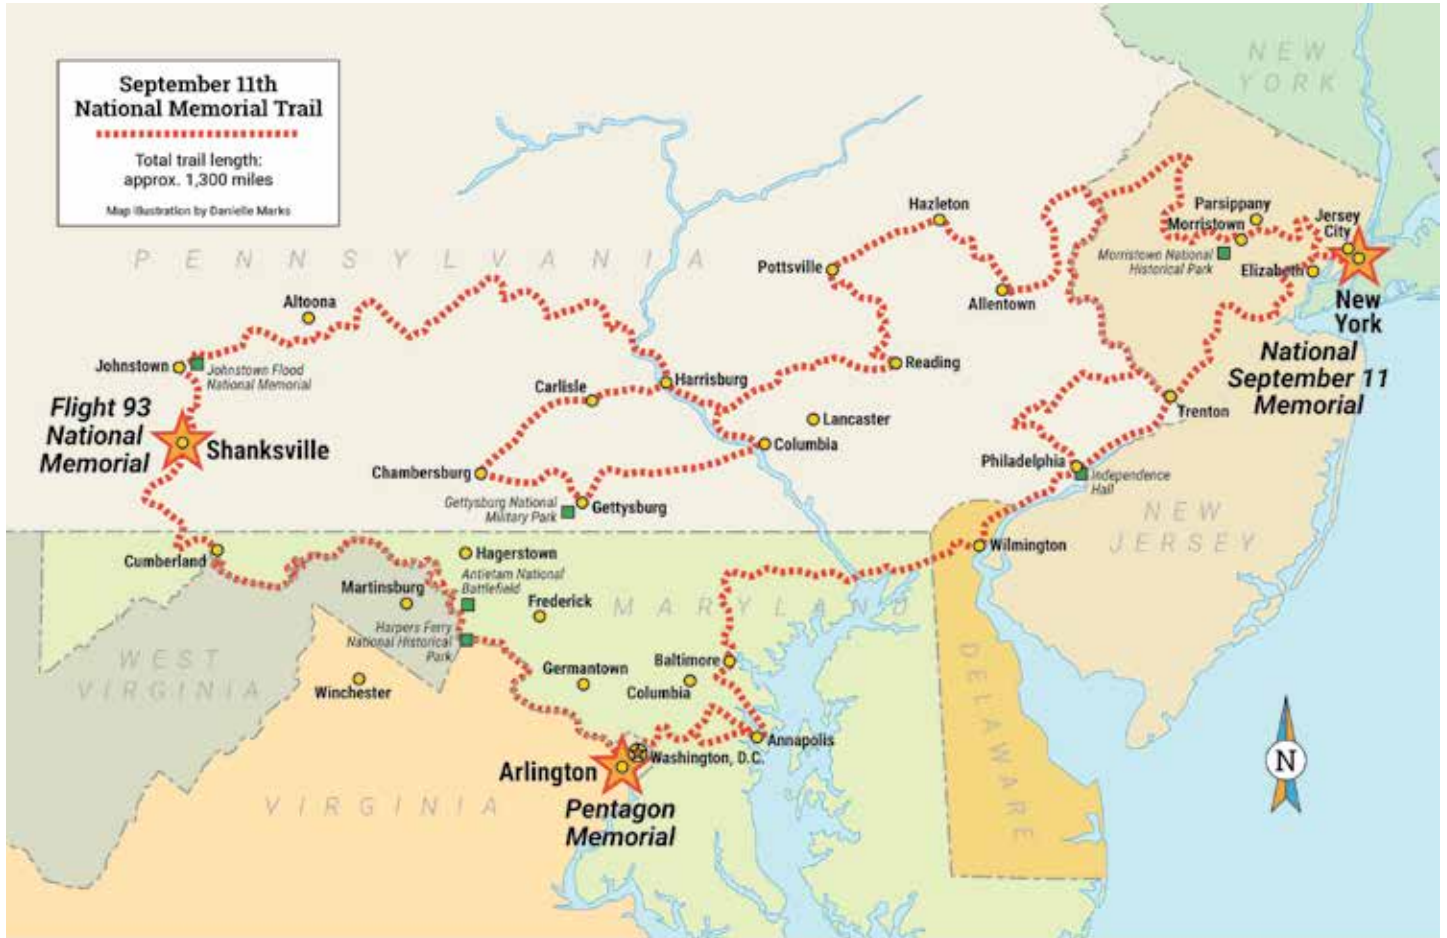 September 11th
National Memorial Trail
Total trail length:
approx. 1,300 miles
Map illustration by Danielle Marks
NEW
YORK
PENNSYLVANIA
Hazleton
Parsippany
Morristown
Jersey
City
Morristown National
Historical Park
Pottsville
Allentown
Elizabeth
New
York
National
September 11
Memorial
Altoona
Johnstown
Johnstown Flood
National Memorial
Carlisle
Harrisburg
Reading
Lancaster
Trenton
Flight 93
National
Memorial
Shanksville
Columbia
Chambersburg
Philadelphia
Independence
Hall
Gettysburg National
Military Park
Gettysburg
NEW
JERSEY
Cumberland
Hagerstown
Antietam National
Battlefield
Wilmington
Martinsburg
Frederick
MARYLAND
Harpers Ferry
National Historical
Park
WEST
VIRGINIA
Winchester
Germantown
Baltimore
Columbia
DELAWARE
Annapolis
Washington, D.C.
Arlington
Pentagon
Memorial
VIRGINIA
N